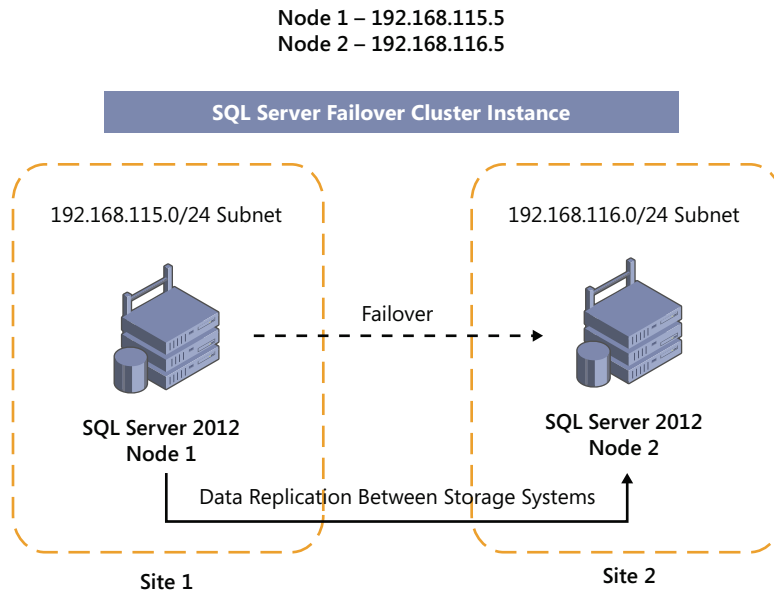 Node 1 – 192.168.115.5
Node 2 – 192.168.116.5
SQL Server Failover Cluster Instance
192.168.115.0/24 Subnet
192.168.116.0/24 Subnet
Failover
SQL Server 2012
Node 1
SQL Server 2012
Node 2
Data Replication Between Storage Systems
Site 1
Site 2